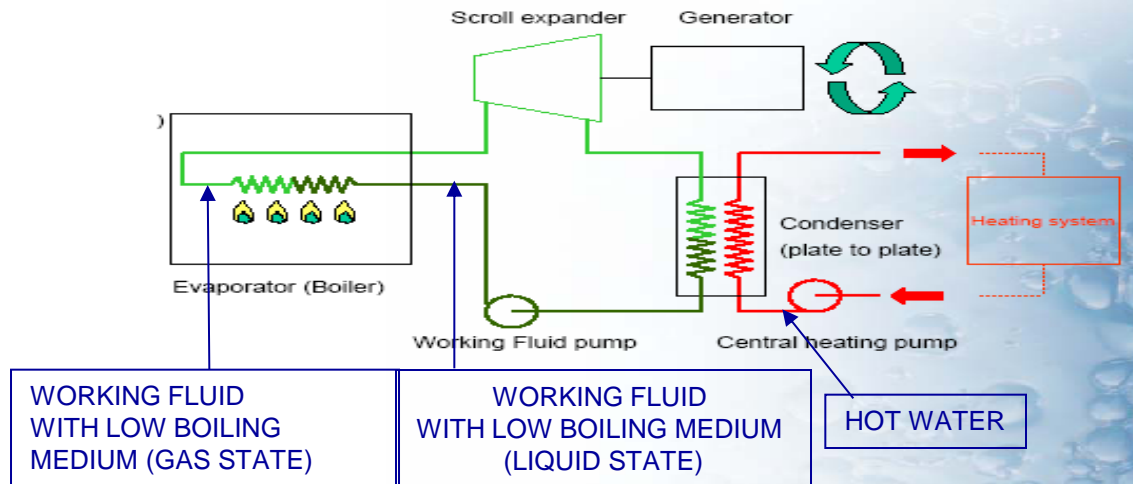 Scroll expander
Generator
)
Heating system
Condenser
(plate to plate)
Evaporator (Boiler)
Working Fluid pump
Central heating pump
WORKING FLUID
WITH LOW BOILING
MEDIUM (GAS STATE)
WORKING FLUID
WITH LOW BOILING MEDIUM
(LIQUID STATE)
HOT WATER